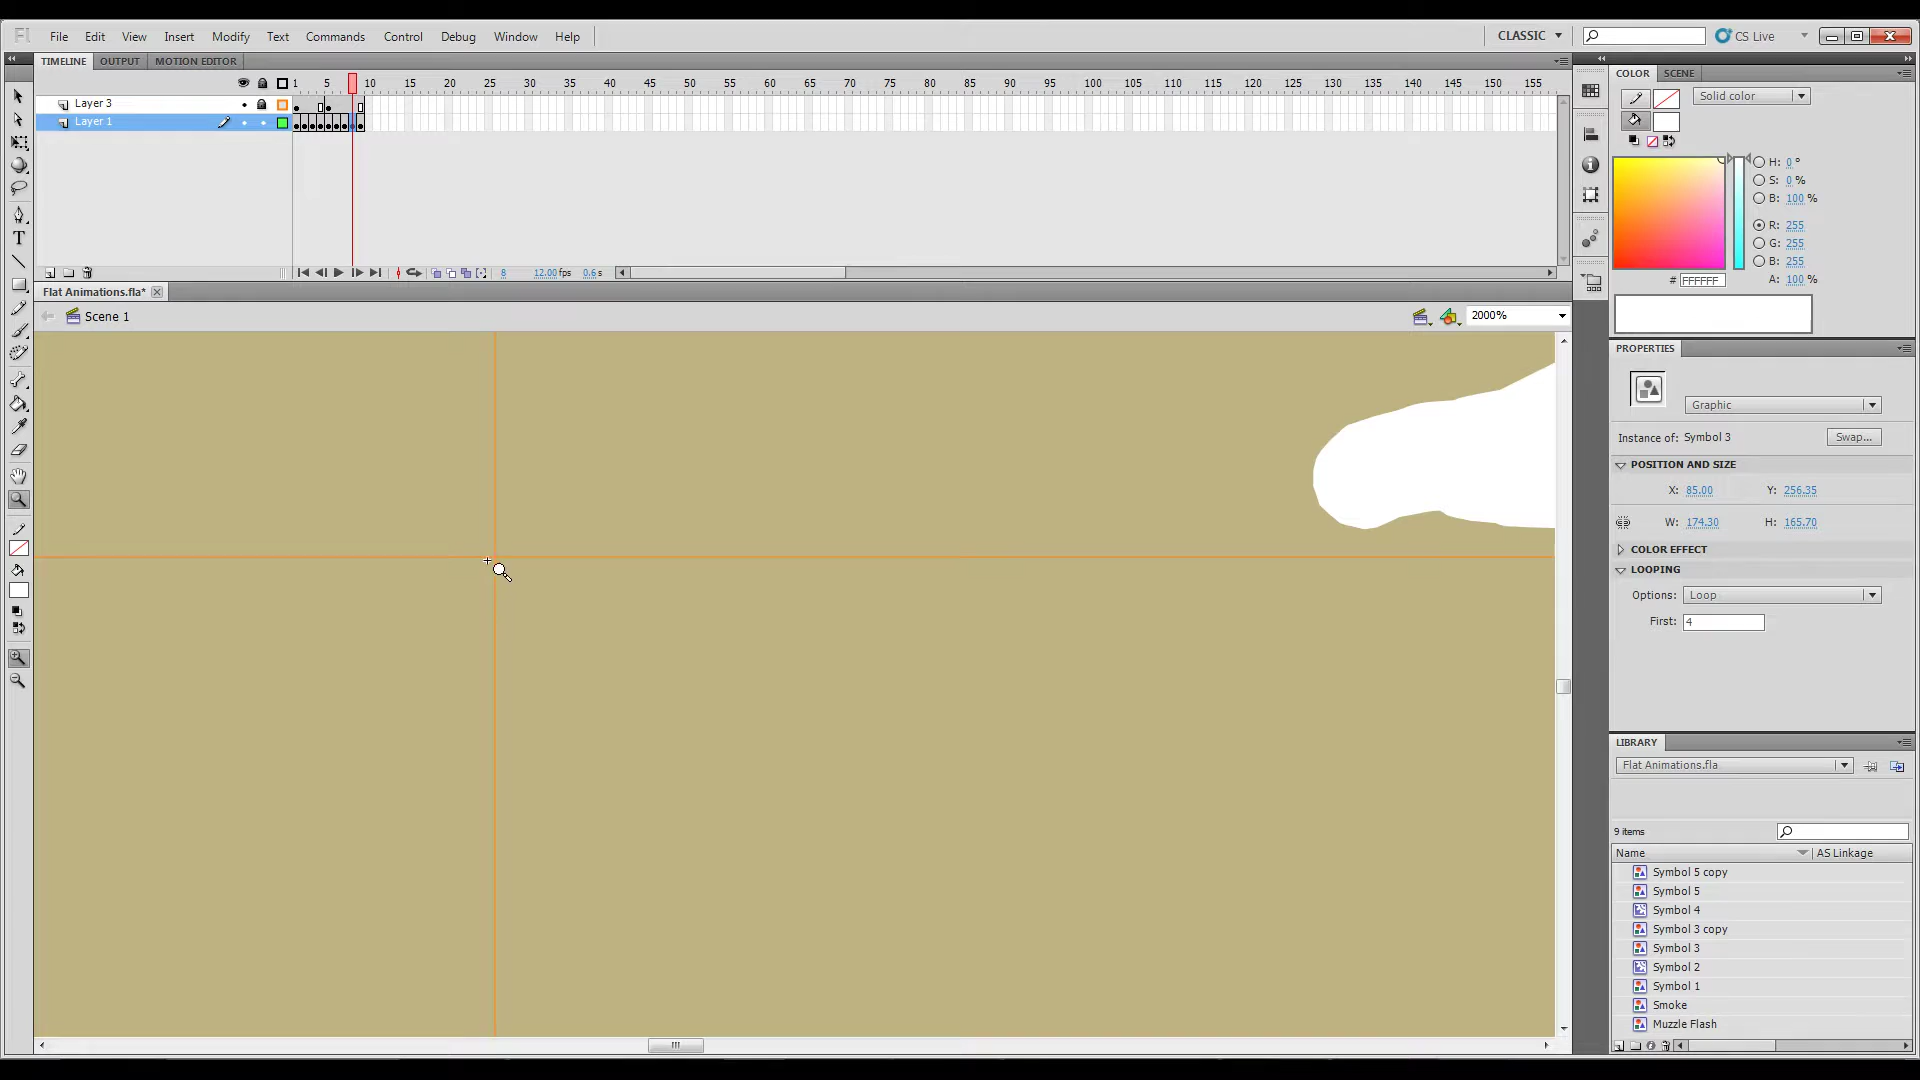 Fl File Edit View Insert Modify Text Commands Control Debug Window Help CLASSIC CS Live
TIMELINE OUTPUT MOTION EDITOR
1 5 10 15 20 25 30 35 40 45 50 55 60 65 70 75 80 85 90 95 100 105 110 115 120 125 130 135 140 145 150 155
Layer 3
Layer 1
8 12.00fps 0.6s
Flat Animations.fla*
Scene 1
2000%
COLOR SCENE
Solid color
H: 0 °
S: 0 %
B: 100 %
R: 255
G: 255
B: 255
# FFFFFF
A: 100 %
PROPERTIES
Graphic
Instance of: Symbol 3 Swap...
POSITION AND SIZE
X: 85.00 Y: 256.35
W: 174.30 H: 165.70
COLOR EFFECT
LOOPING
Options: Loop
First: 4
LIBRARY
Flat Animations.fla
9 items
Name AS Linkage
Symbol 5 copy
Symbol 5
Symbol 4
Symbol 3 copy
Symbol 3
Symbol 2
Symbol 1
Smoke
Muzzle Flash